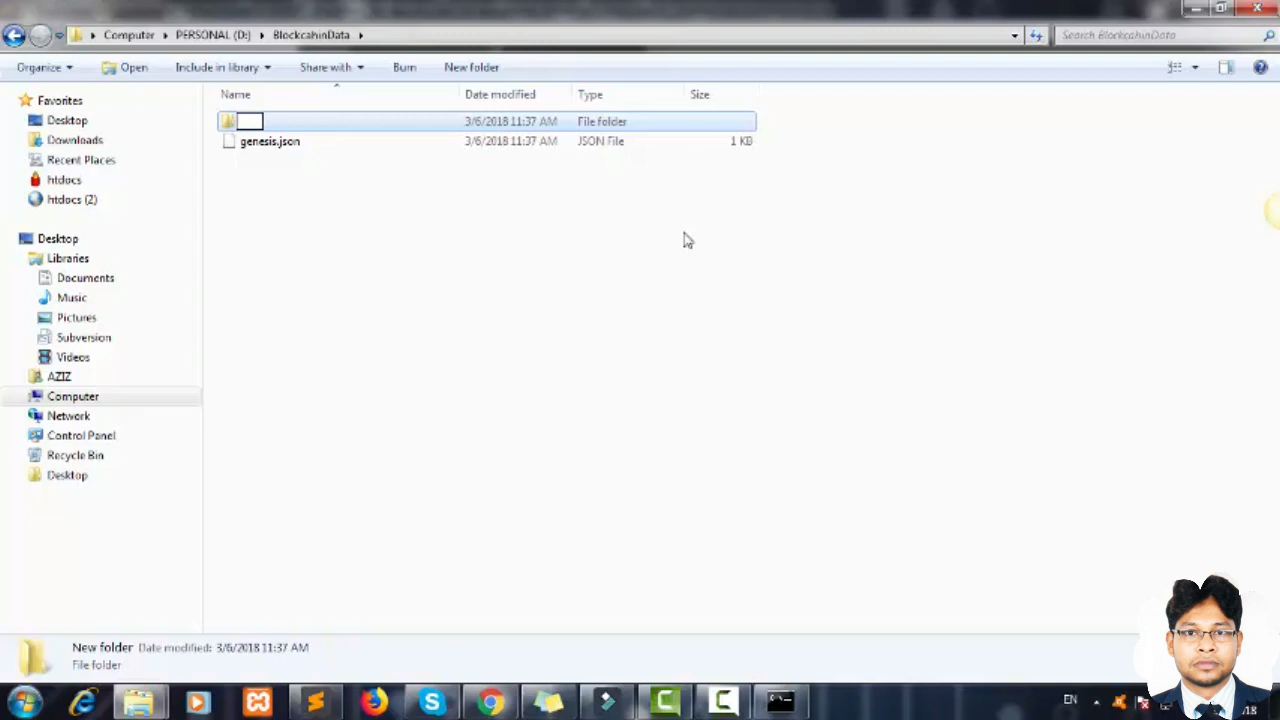 Computer PERSONAL (D:) BlockcahinData
Search BlockcahinData
Organize Open Include in library Share with Burn New folder
Name Date modified Type Size
3/6/2018 11:37 AM File folder
genesis.json 3/6/2018 11:37 AM JSON File 1 KB
Favorites
Desktop
Downloads
Recent Places
htdocs
htdocs (2)
Desktop
Libraries
Documents
Music
Pictures
Subversion
Videos
AZIZ
Computer
Network
Control Panel
Recycle Bin
Desktop
New folder Date modified: 3/6/2018 11:37 AM
File folder
EN